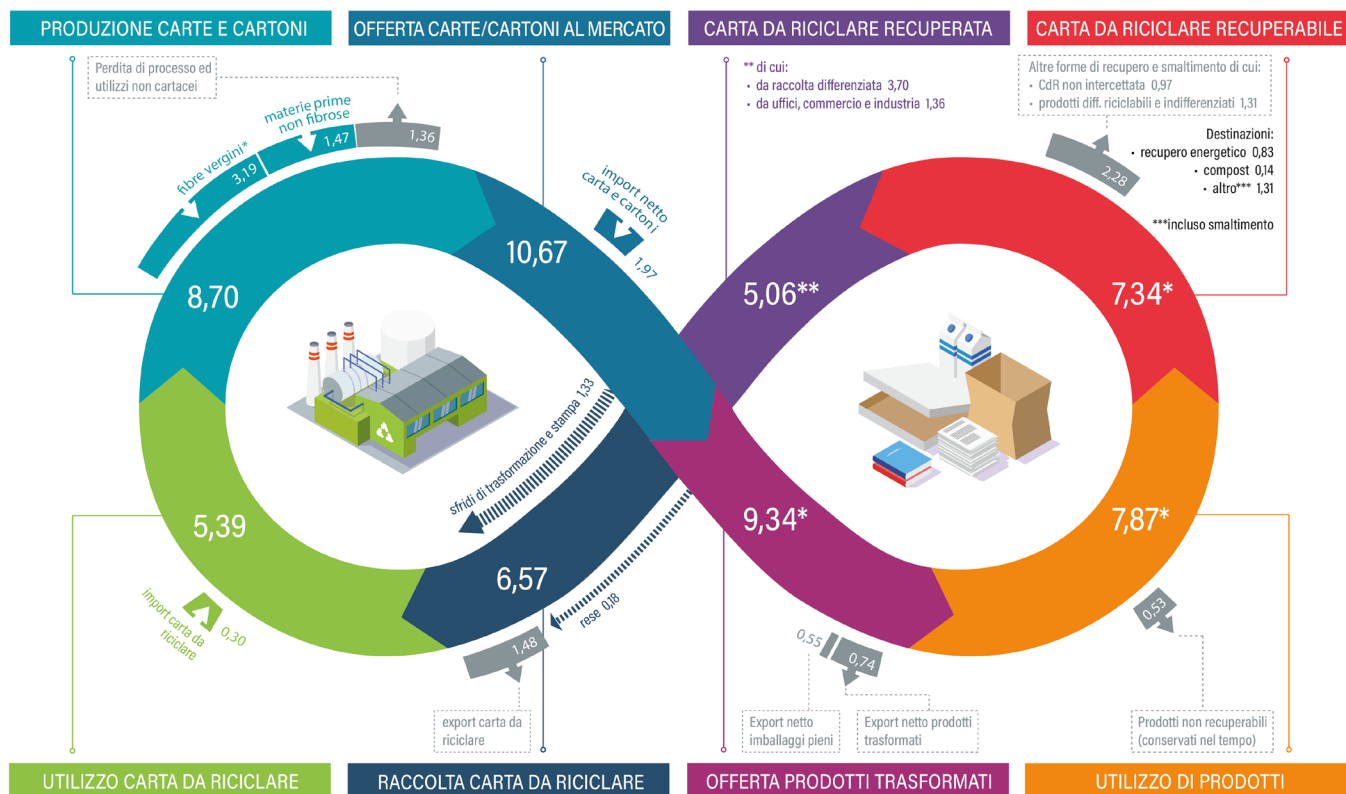 PRODUZIONE CARTE E CARTONI
OFFERTA CARTE/CARTONI AL MERCATO
CARTA DA RICICLARE RECUPERATA
CARTA DA RICICLARE RECUPERABILE
Perdita di processo ed
utilizzi non cartacei
** di cui:
• da raccolta differenziata 3,70
• da uffici, commercio e industria 1,36
Altre forme di recupero e smaltimento di cui:
• CdR non intercettata 0,97
• prodotti diff. riciclabili e indifferenziati 1,31
Destinazioni:
• recupero energetico 0,83
• compost 0,14
• altro*** 1,31
***incluso smaltimento
fibre vergini*
3,19
materie prime
non fibrose
1,47
1,36
import netto
carta e cartoni
1,97
2,28
8,70
10,67
5,06**
7,34*
sfridi di trasformazione e stampa 1,33
5,39
6,57
9,34*
7,87*
rese 0,18
import carta da
riciclare
0,30
1,48
0,55
0,74
0,53
export carta da
riciclare
Export netto
imballaggi pieni
Export netto prodotti
trasformati
Prodotti non recuperabili
(conservati nel tempo)
UTILIZZO CARTA DA RICICLARE
RACCOLTA CARTA DA RICICLARE
OFFERTA PRODOTTI TRASFORMATI
UTILIZZO DI PRODOTTI